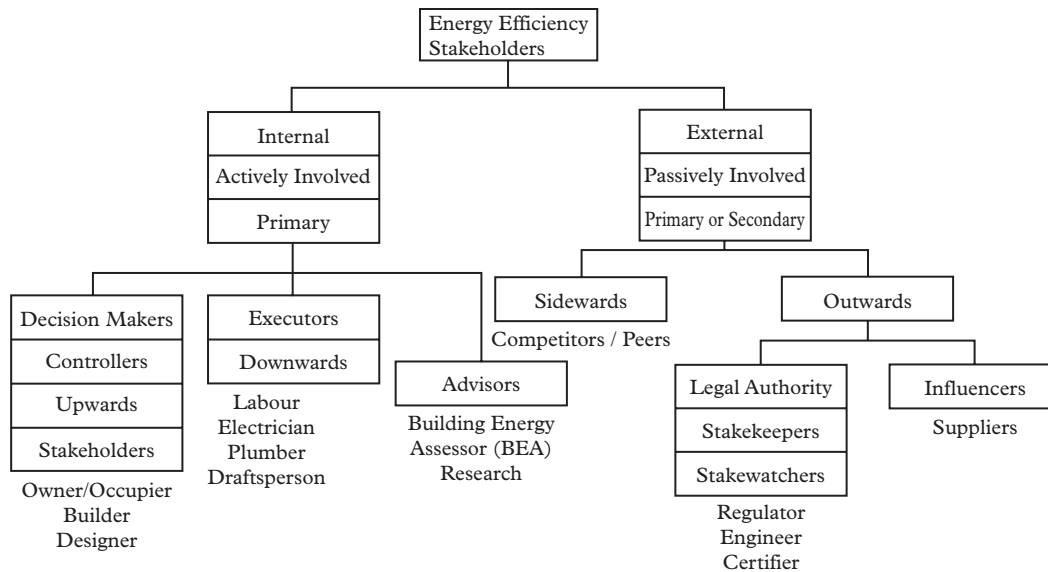 Energy Efficiency
Stakeholders
Internal
Actively Involved
Primary
External
Passively Involved
Primary or Secondary
Decision Makers
Controllers
Upwards
Stakeholders
Owner/Occupier
Builder
Designer
Executors
Downwards
Labour
Electrician
Plumber
Draftsperson
Advisors
Building Energy
Assessor (BEA)
Research
Sidewards
Competitors / Peers
Outwards
Legal Authority
Stakekeepers
Stakewatchers
Regulator
Engineer
Certifier
Influencers
Suppliers